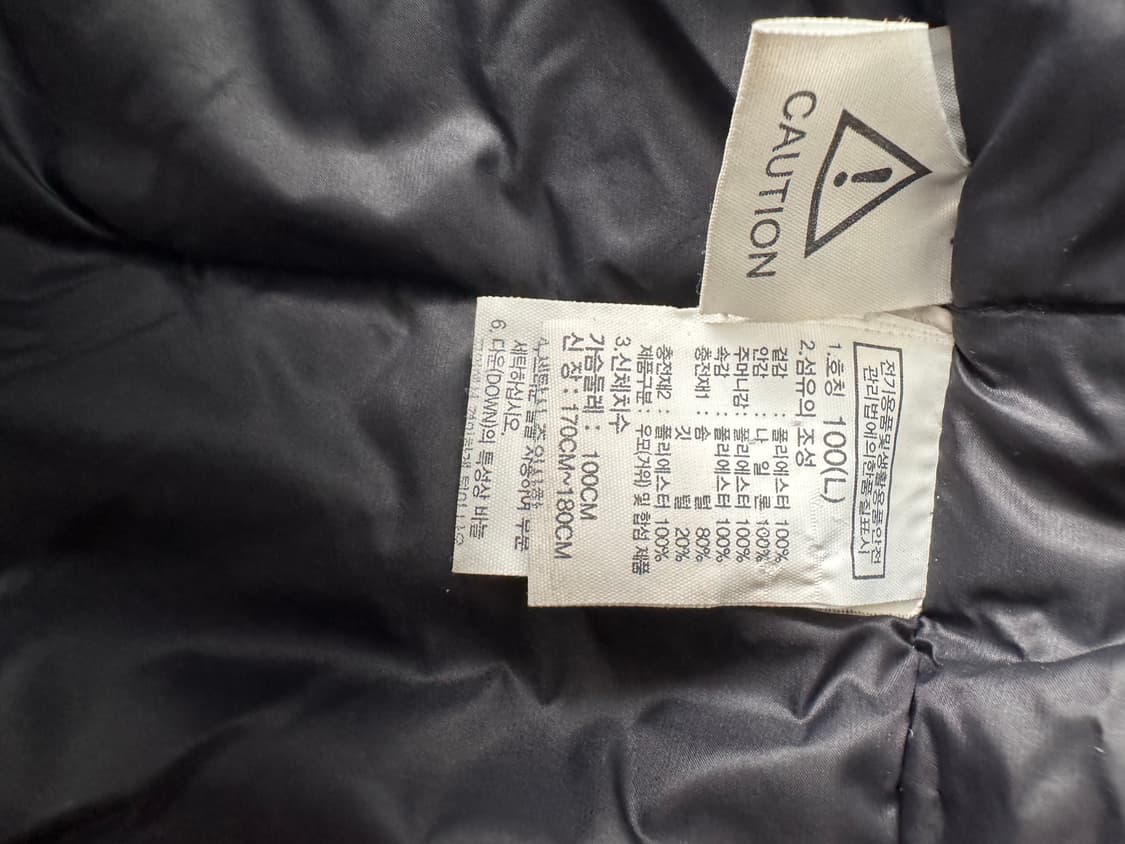 CAUTION
전기용품및생활용품안전
관리법에의한품질표시
1.호칭 100(L)
2.섬유의 조성
겉감 : 폴리에스터 100%
안감 : 나 일 론 100%
주머니감 : 폴리에스터 100%
속감 : 폴리에스터 100%
충전재1 : 솜 털 80%
깃 털 20%
충전재2 : 폴리에스터 100%
제품구분 : 우모(거위) 및 합성 제품
3.신체치수
가슴둘레 : 100CM
신 장 : 170CM~180CM
세탁하십시오.
6. 다운(DOWN)의 특성상 바늘